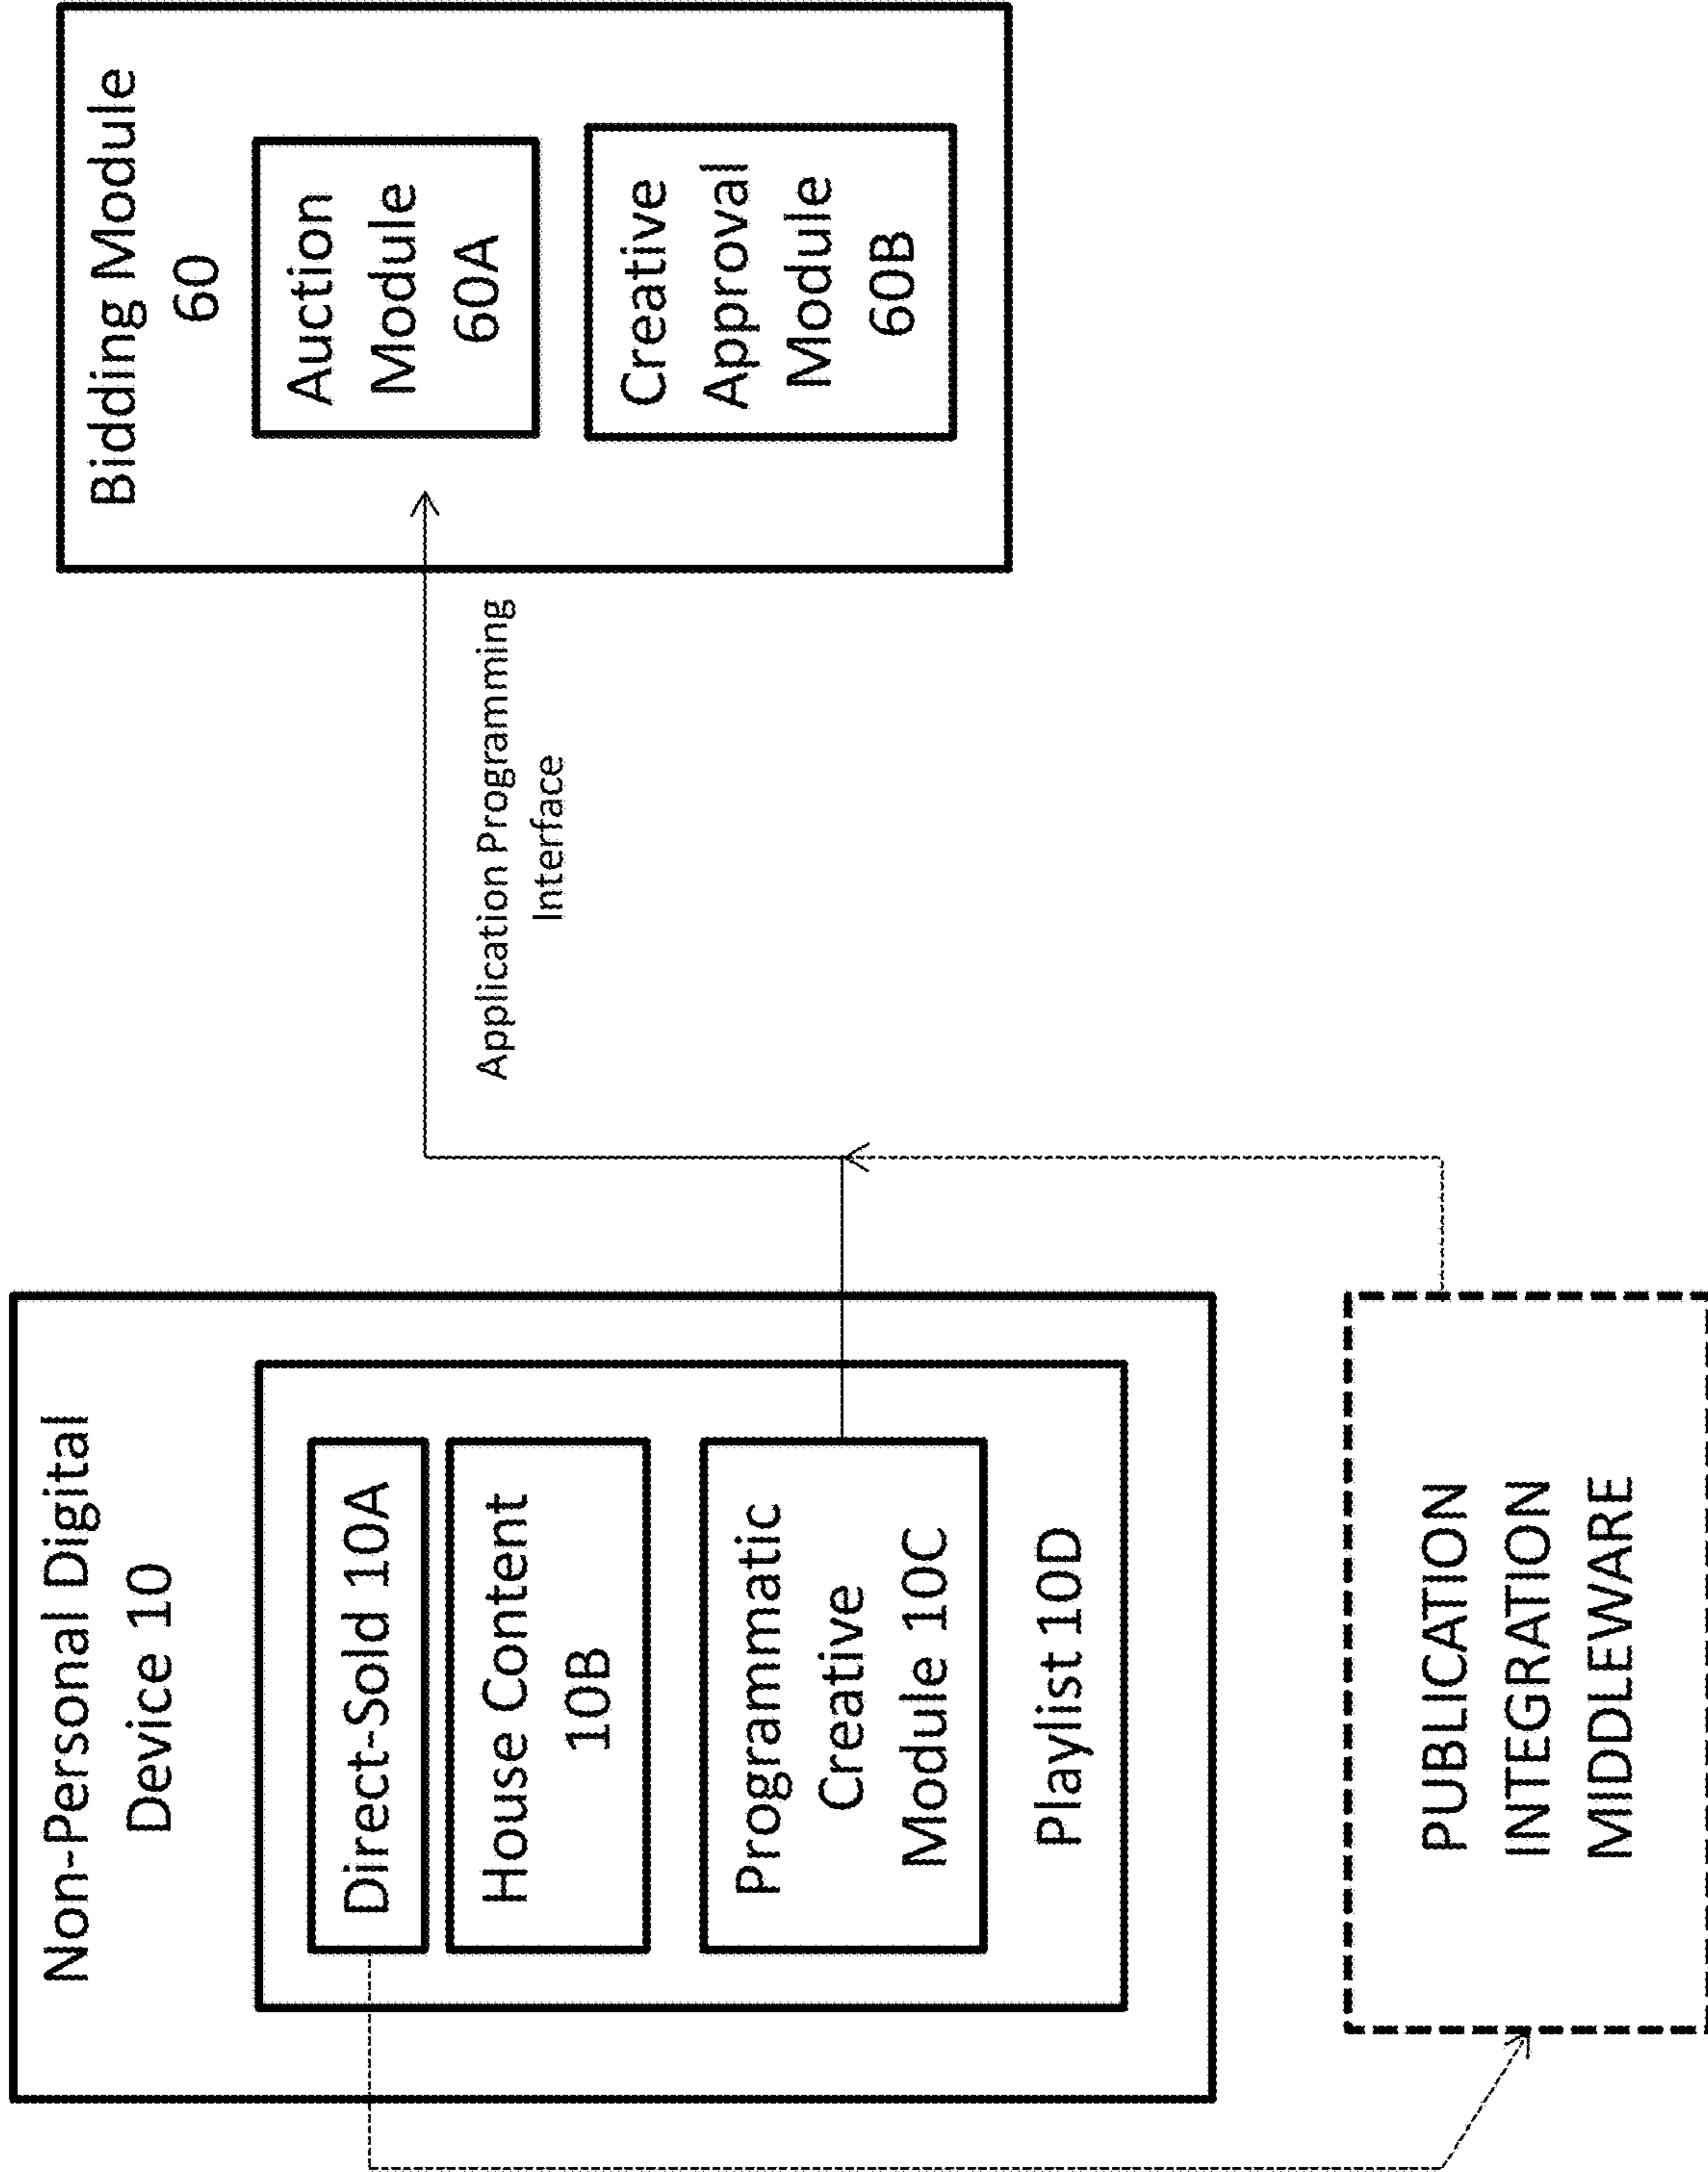 Non-Personal Digital
Device 10
Direct-Sold 10A
House Content
10B
Programmatic
Creative
Module 10C
Playlist 10D
PUBLICATION
INTEGRATION
MIDDLEWARE
Application Programming
Interface
Bidding Module
60
Auction
Module
60A
Creative
Approval
Module
60B